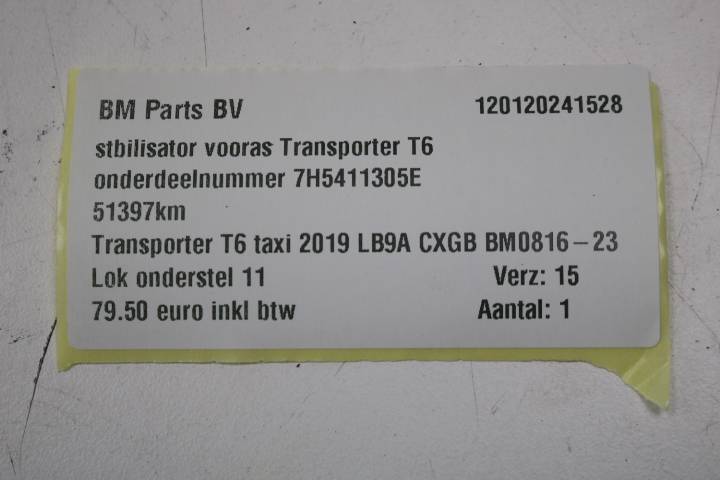 BM Parts BV 120120241528
stbilisator vooras Transporter T6
onderdeelnummer 7H5411305E
51397km
Transporter T6 taxi 2019 LB9A CXGB BM0816-23
Lok onderstel 11 Verz: 15
79.50 euro inkl btw Aantal: 1